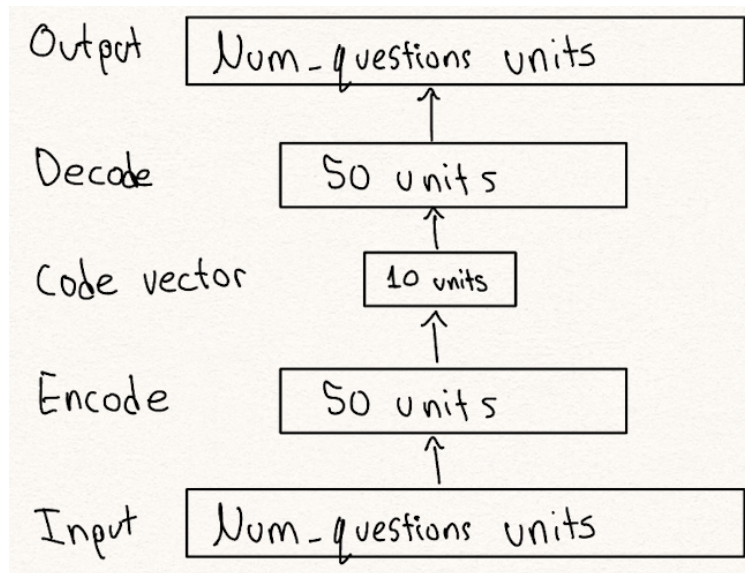 Output Num_questions units
Decode 50 units
Code vector 10 units
Encode 50 units
Input Num_questions units